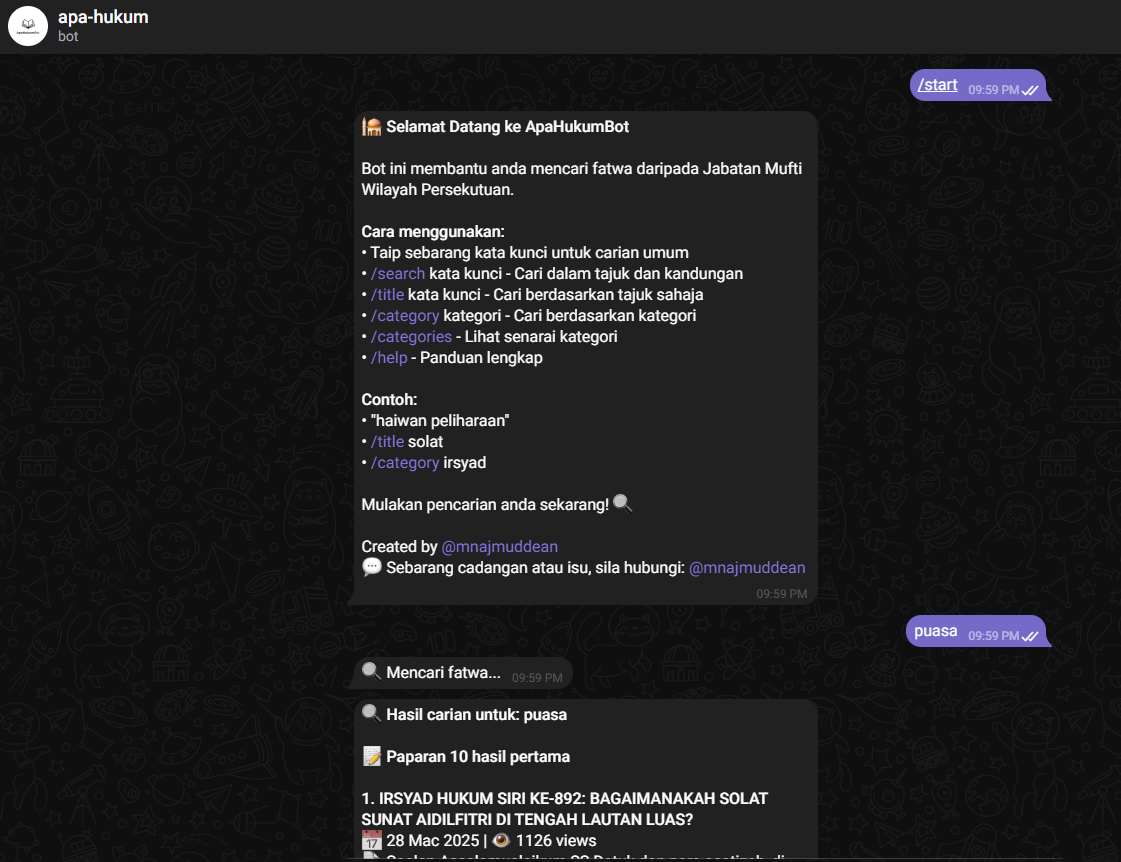 apa-hukum
bot
/start 09:59 PM
Selamat Datang ke ApaHukumBot
Bot ini membantu anda mencari fatwa daripada Jabatan Mufti
Wilayah Persekutuan.
Cara menggunakan:
• Taip sebarang kata kunci untuk carian umum
• /search kata kunci - Cari dalam tajuk dan kandungan
• /title kata kunci - Cari berdasarkan tajuk sahaja
• /category kategori - Cari berdasarkan kategori
• /categories - Lihat senarai kategori
• /help - Panduan lengkap
Contoh:
• "haiwan peliharaan"
• /title solat
• /category irsyad
Mulakan pencarian anda sekarang!
Created by @mnajmuddean
Sebarang cadangan atau isu, sila hubungi: @mnajmuddean
09:59 PM
puasa 09:59 PM
Mencari fatwa... 09:59 PM
Hasil carian untuk: puasa
Paparan 10 hasil pertama
1. IRSYAD HUKUM SIRI KE-892: BAGAIMANAKAH SOLAT
SUNAT AIDILFITRI DI TENGAH LAUTAN LUAS?
28 Mac 2025 | 1126 views